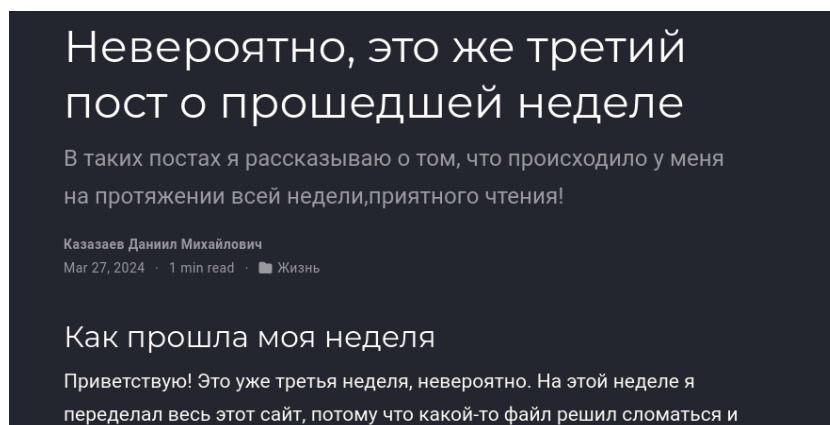 Невероятно, это же третий
пост о прошедшей неделе
В таких постах я рассказываю о том, что происходило у меня
на протяжении всей недели,приятного чтения!
Казазаев Даниил Михайлович
Mar 27, 2024 · 1 min read · Жизнь
Как прошла моя неделя
Приветствую! Это уже третья неделя, невероятно. На этой неделе я
переделал весь этот сайт, потому что какой-то файл решил сломаться и